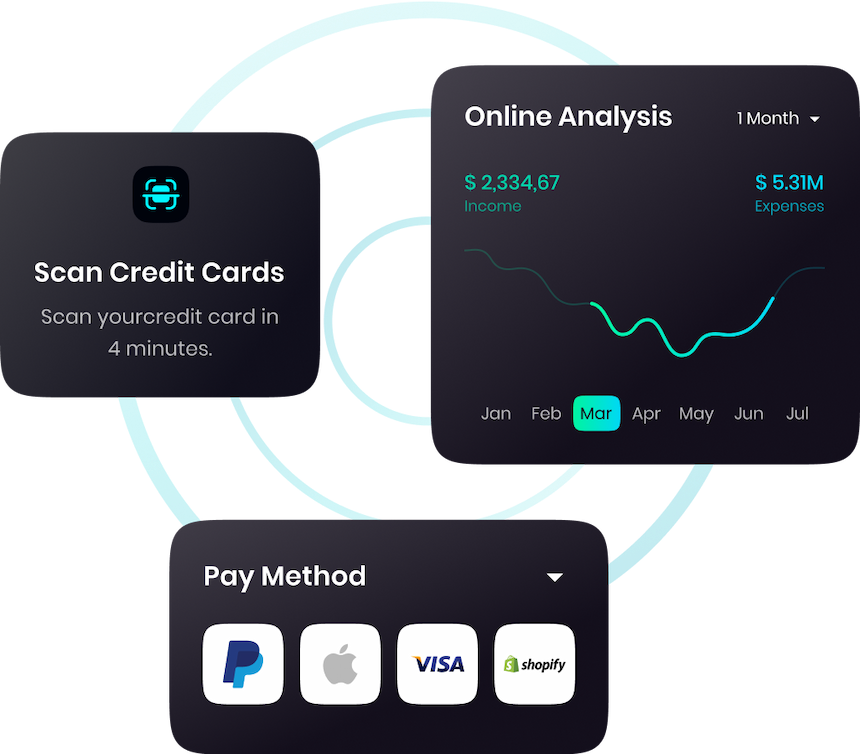 Online Analysis
1 Month
$ 2,334,67
$ 5.31M
Income
Expenses
Jan Feb Mar Apr May Jun Jul
Scan Credit Cards
Scan yourcredit card in
4 minutes.
Pay Method
VISA
shopify